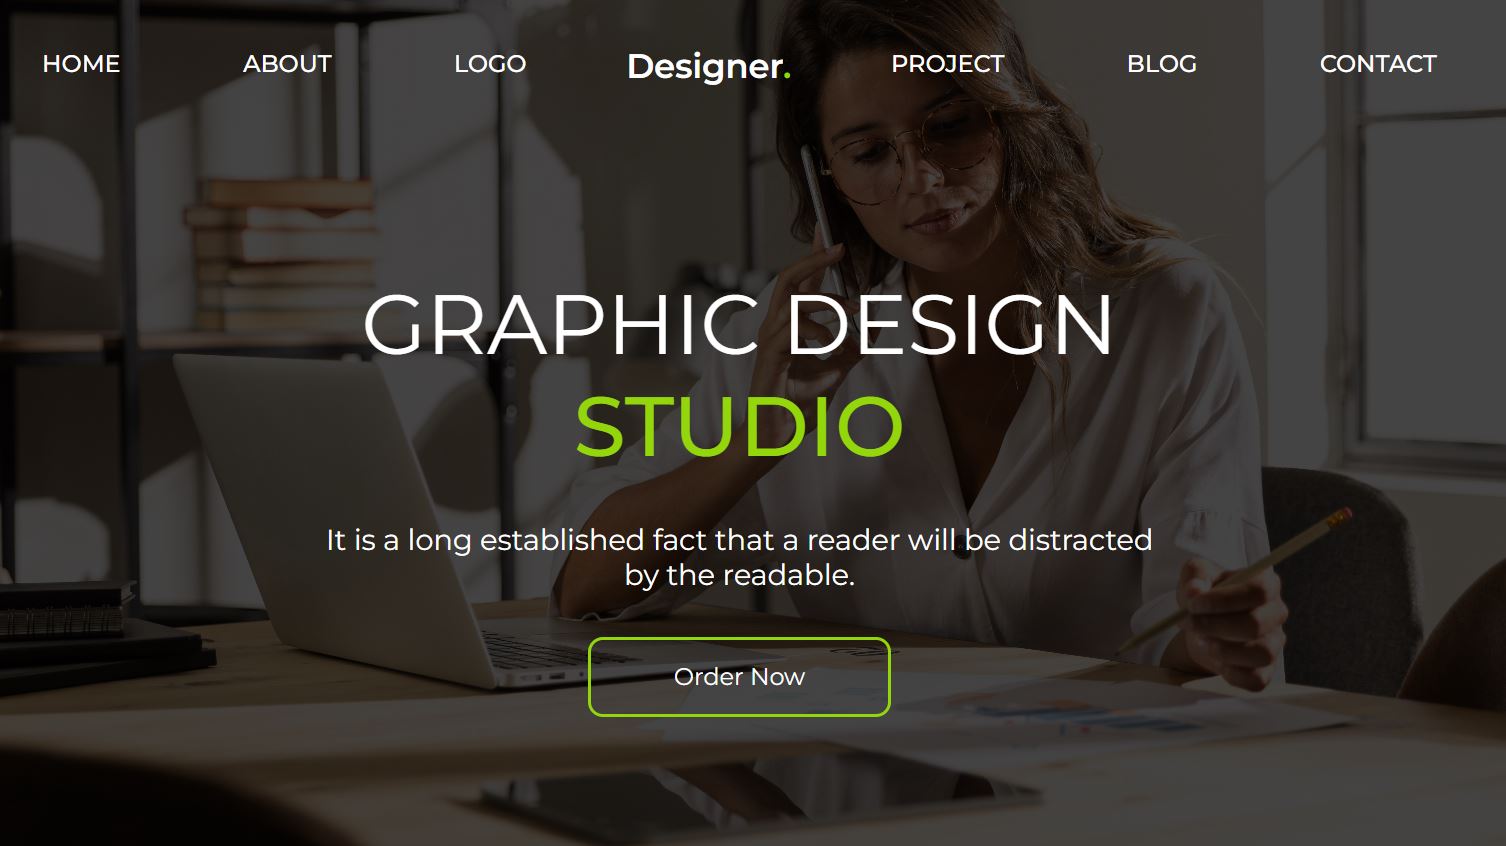 HOME ABOUT LOGO Designer. PROJECT BLOG CONTACT
GRAPHIC DESIGN
STUDIO
It is a long established fact that a reader will be distracted
by the readable.
Order Now